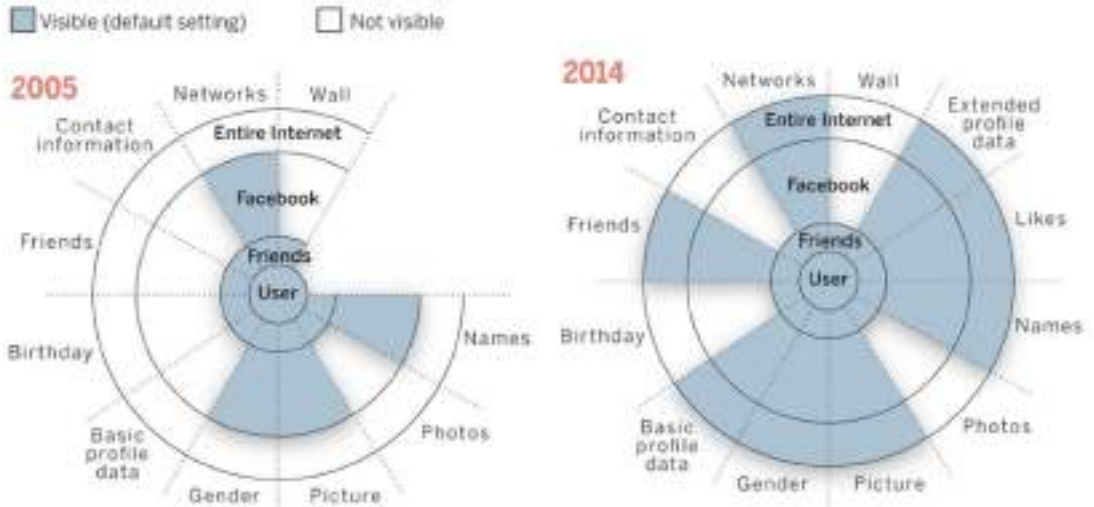 Visible (default setting)
Not visible
2005
Networks
Wall
Contact
information
Entire Internet
Facebook
Friends
Friends
User
Names
Birthday
Photos
Basic
profile
data
Gender
Picture
2014
Networks
Wall
Contact
information
Extended
profile
data
Entire Internet
Facebook
Friends
Likes
Friends
User
Names
Birthday
Photos
Basic
profile
data
Gender
Picture